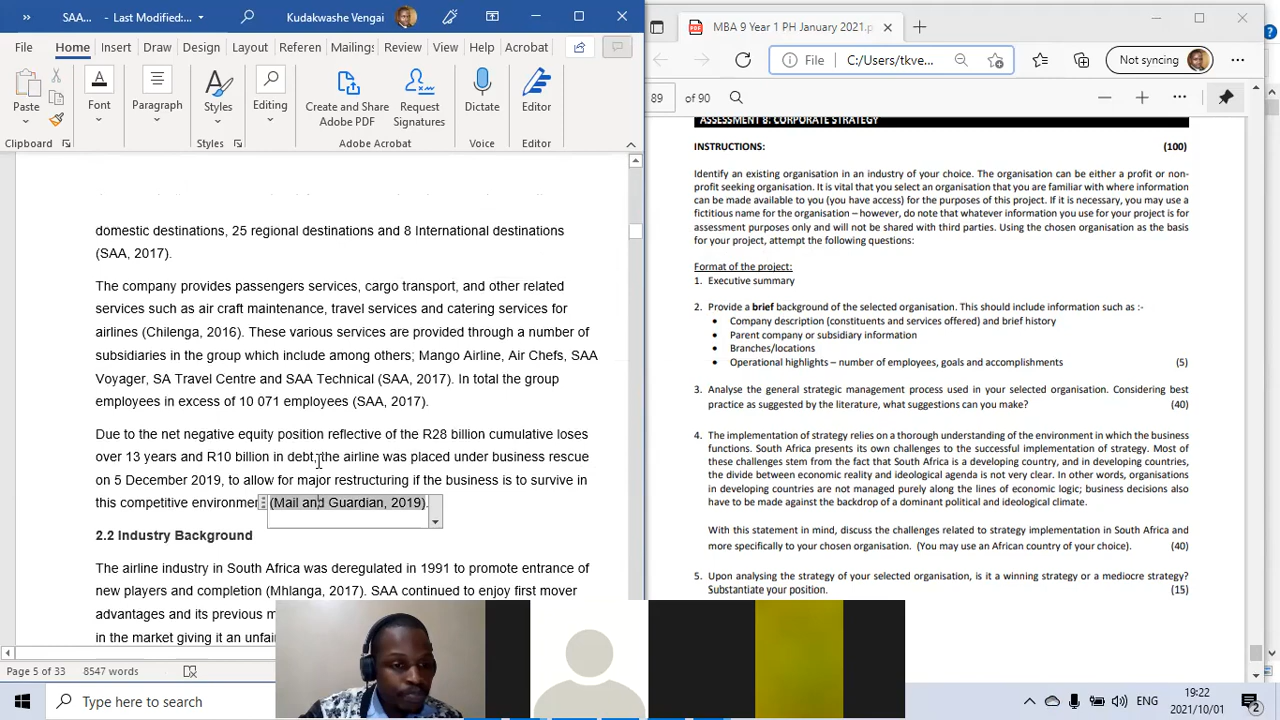 SAA... - Last Modified: ... Kudakwashe Vengai
File Home Insert Draw Design Layout Referen Mailings Review View Help Acrobat
Paste Font Paragraph Styles Editing Create and Share Adobe PDF Request Signatures Dictate Editor
Clipboard Styles Adobe Acrobat Voice Editor
domestic destinations, 25 regional destinations and 8 International destinations
(SAA, 2017).
The company provides passengers services, cargo transport, and other related
services such as air craft maintenance, travel services and catering services for
airlines (Chilenga, 2016). These various services are provided through a number of
subsidiaries in the group which include among others; Mango Airline, Air Chefs, SAA
Voyager, SA Travel Centre and SAA Technical (SAA, 2017). In total the group
employees in excess of 10 071 employees (SAA, 2017).
Due to the net negative equity position reflective of the R28 billion cumulative loses
over 13 years and R10 billion in debt, the airline was placed under business rescue
on 5 December 2019, to allow for major restructuring if the business is to survive in
this competitive environmen (Mail and Guardian, 2019).
2.2 Industry Background
The airline industry in South Africa was deregulated in 1991 to promote entrance of
new players and completion (Mhlanga, 2017). SAA continued to enjoy first mover
advantages and its previous m
in the market giving it an unfai
Page 5 of 33 8547 words
Type here to search
MBA 9 Year 1 PH January 2021.p
File C:/Users/tkve... Not syncing
89 of 90
ASSESSMENT 8: CORPORATE STRATEGY
INSTRUCTIONS: (100)
Identify an existing organisation in an industry of your choice. The organisation can be either a profit or non-
profit seeking organisation. It is vital that you select an organisation that you are familiar with where information
can be made available to you (you have access) for the purposes of this project. If it is necessary, you may use a
fictitious name for the organisation – however, do note that whatever information you use for your project is for
assessment purposes only and will not be shared with third parties. Using the chosen organisation as the basis
for your project, attempt the following questions:
Format of the project:
1. Executive summary
2. Provide a brief background of the selected organisation. This should include information such as :-
• Company description (constituents and services offered) and brief history
• Parent company or subsidiary information
• Branches/locations
• Operational highlights – number of employees, goals and accomplishments (5)
3. Analyse the general strategic management process used in your selected organisation. Considering best
practice as suggested by the literature, what suggestions can you make? (40)
4. The implementation of strategy relies on a thorough understanding of the environment in which the business
functions. South Africa presents its own challenges to strategy implementation in South Africa. Most of
these challenges stem from the fact that South Africa is a developing country, and in developing countries,
the divide between economic reality and ideological agenda is not very clear. In other words, organisations
in developing countries are not managed purely along the lines of economic logic; business decisions also
have to be made against the backdrop of a dominant political and ideological climate.
With this statement in mind, discuss the challenges related to strategy implementation in South Africa and
more specifically to your chosen organisation. (You may use an African country of your choice). (40)
5. Upon analysing the strategy of your selected organisation, is it a winning strategy or a mediocre strategy?
Substantiate your position. (15)
ENG 19:22
2021/10/01
2